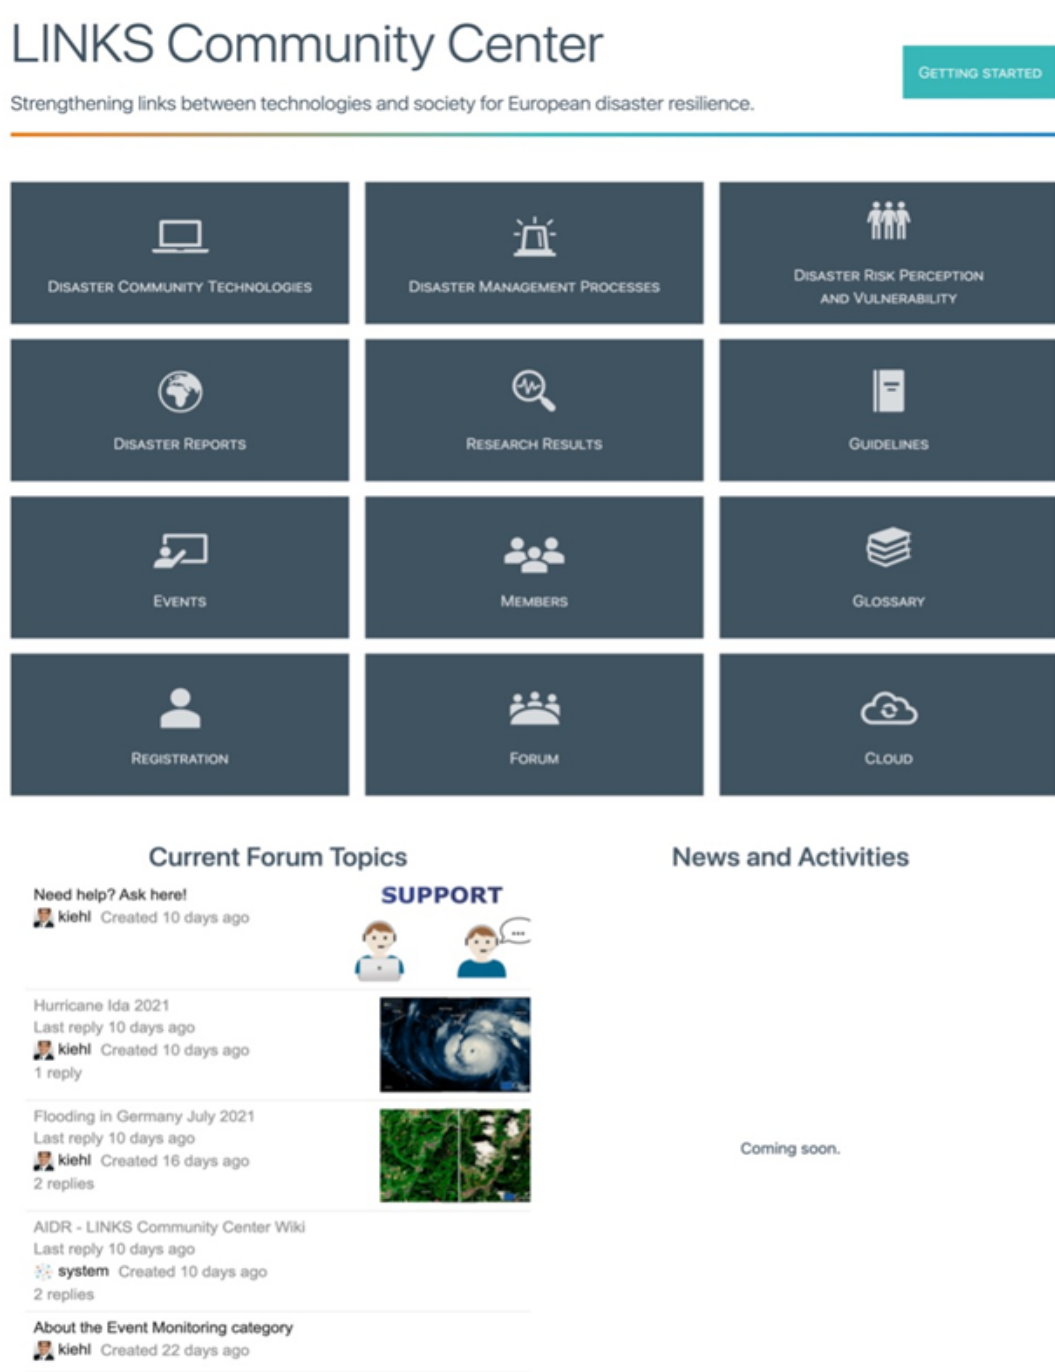 LINKS Community Center
GETTING STARTED
Strengthening links between technologies and society for European disaster resilience.
DISASTER COMMUNITY TECHNOLOGIES
DISASTER MANAGEMENT PROCESSES
DISASTER RISK PERCEPTION
AND VULNERABILITY
DISASTER REPORTS
RESEARCH RESULTS
GUIDELINES
EVENTS
MEMBERS
GLOSSARY
REGISTRATION
FORUM
CLOUD
Current Forum Topics
Need help? Ask here!
kiehl Created 10 days ago
SUPPORT
Hurricane Ida 2021
Last reply 10 days ago
kiehl Created 10 days ago
1 reply
Flooding in Germany July 2021
Last reply 10 days ago
kiehl Created 16 days ago
2 replies
AIDR - LINKS Community Center Wiki
Last reply 10 days ago
system Created 10 days ago
2 replies
About the Event Monitoring category
kiehl Created 22 days ago
News and Activities
Coming soon.